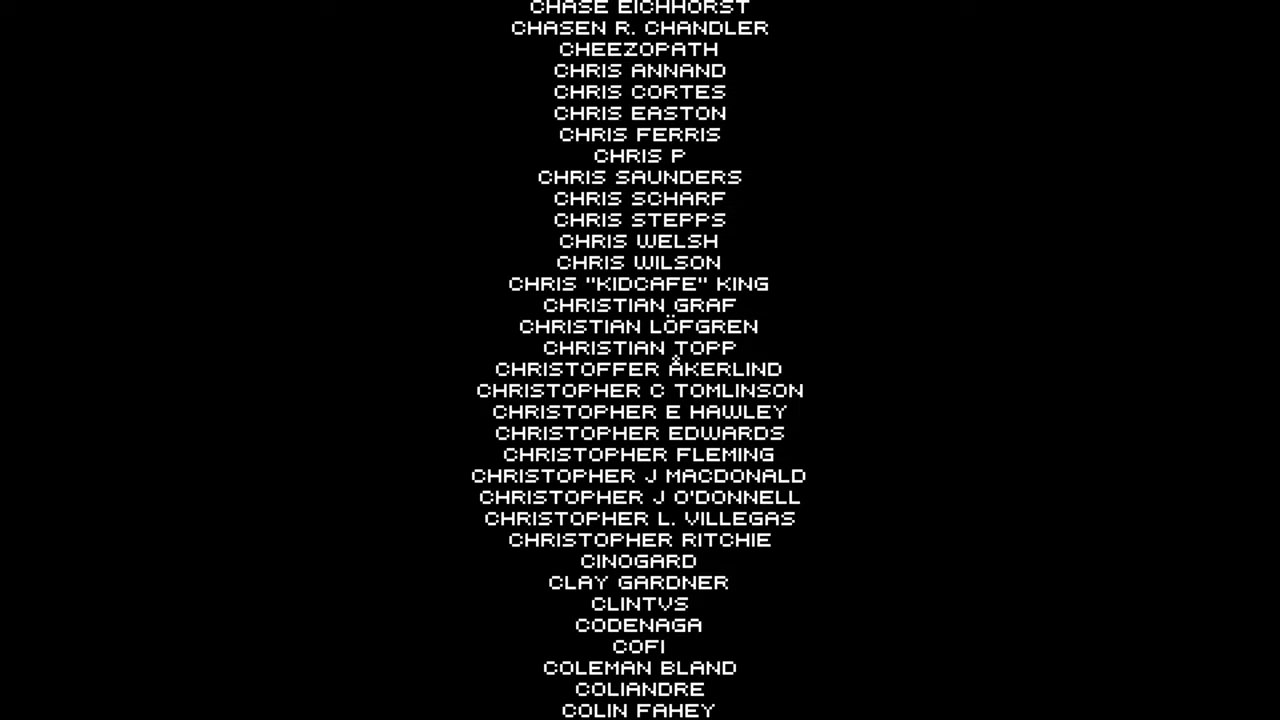 CHASE EICHHORST
CHASEN R. CHANDLER
CHEEZOPATH
CHRIS ANNAND
CHRIS CORTES
CHRIS EASTON
CHRIS FERRIS
CHRIS P
CHRIS SAUNDERS
CHRIS SCHARF
CHRIS STEPPS
CHRIS WELSH
CHRIS WILSON
CHRIS "KIDCAFE" KING
CHRISTIAN GRAF
CHRISTIAN LÖFGREN
CHRISTIAN TOPP
CHRISTOFFER ÅKERLIND
CHRISTOPHER C TOMLINSON
CHRISTOPHER E HAWLEY
CHRISTOPHER EDWARDS
CHRISTOPHER FLEMING
CHRISTOPHER J MACDONALD
CHRISTOPHER J O'DONNELL
CHRISTOPHER L. VILLEGAS
CHRISTOPHER RITCHIE
CINOGARD
CLAY GARDNER
CLINTVS
CODENAGA
COFI
COLEMAN BLAND
COLIANDRE
COLIN FAHEY